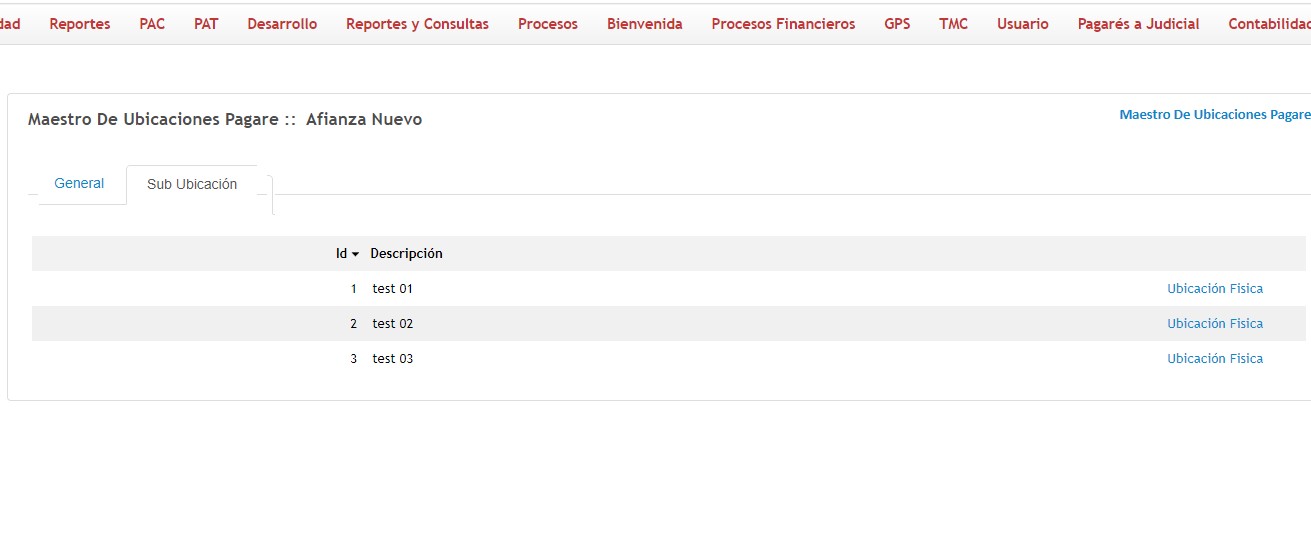 dad Reportes PAC PAT Desarrollo Reportes y Consultas Procesos Bienvenida Procesos Financieros GPS TMC Usuario Pagarés a Judicial Contabilidad
Maestro De Ubicaciones Pagare :: Afianza Nuevo
Maestro De Ubicaciones Pagare
General Sub Ubicación
Id Descripción
1 test 01 Ubicación Fisica
2 test 02 Ubicación Fisica
3 test 03 Ubicación Fisica